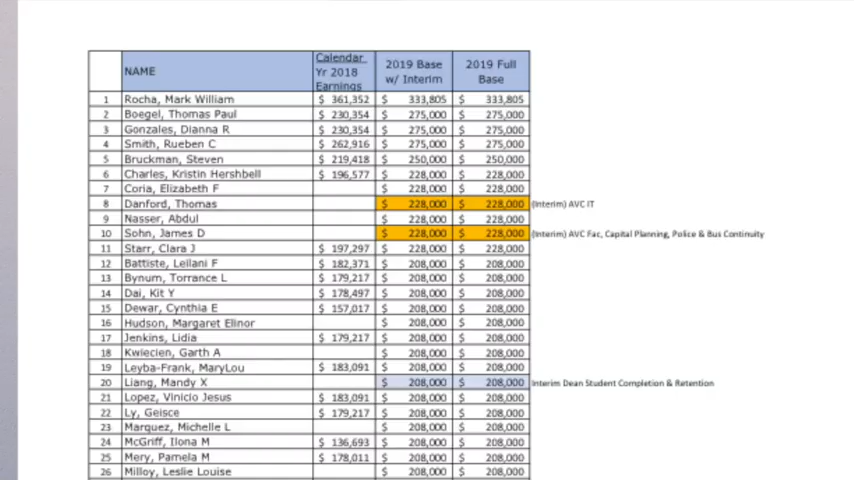 NAME Calendar Yr 2018 Earnings 2019 Base w/ Interim 2019 Full Base
1 Rocha, Mark William $ 361,352 $ 333,805 $ 333,805
2 Boegel, Thomas Paul $ 230,354 $ 275,000 $ 275,000
3 Gonzales, Dianna R $ 230,354 $ 275,000 $ 275,000
4 Smith, Rueben C $ 262,916 $ 275,000 $ 275,000
5 Bruckman, Steven $ 219,418 $ 250,000 $ 250,000
6 Charles, Kristin Hershbell $ 196,577 $ 228,000 $ 228,000
7 Coria, Elizabeth F $ 228,000 $ 228,000
8 Danford, Thomas $ 228,000 $ 228,000 (Interim) AVC IT
9 Nasser, Abdul $ 228,000 $ 228,000
10 Sohn, James D $ 228,000 $ 228,000 (Interim) AVC Fac, Capital Planning, Police & Bus Continuity
11 Starr, Clara J $ 197,297 $ 228,000 $ 228,000
12 Battiste, Leilani F $ 182,371 $ 208,000 $ 208,000
13 Bynum, Torrance L $ 179,217 $ 208,000 $ 208,000
14 Dai, Kit Y $ 178,497 $ 208,000 $ 208,000
15 Dewar, Cynthia E $ 157,017 $ 208,000 $ 208,000
16 Hudson, Margaret Elinor $ 208,000 $ 208,000
17 Jenkins, Lidia $ 179,217 $ 208,000 $ 208,000
18 Kwiecien, Garth A $ 208,000 $ 208,000
19 Leyba-Frank, MaryLou $ 183,091 $ 208,000 $ 208,000
20 Liang, Mandy X $ 208,000 $ 208,000 Interim Dean Student Completion & Retention
21 Lopez, Vinicio Jesus $ 183,091 $ 208,000 $ 208,000
22 Ly, Geisce $ 179,217 $ 208,000 $ 208,000
23 Marquez, Michelle L $ 208,000 $ 208,000
24 McGriff, Ilona M $ 136,693 $ 208,000 $ 208,000
25 Mery, Pamela M $ 178,011 $ 208,000 $ 208,000
26 Milloy, Leslie Louise $ 208,000 $ 208,000